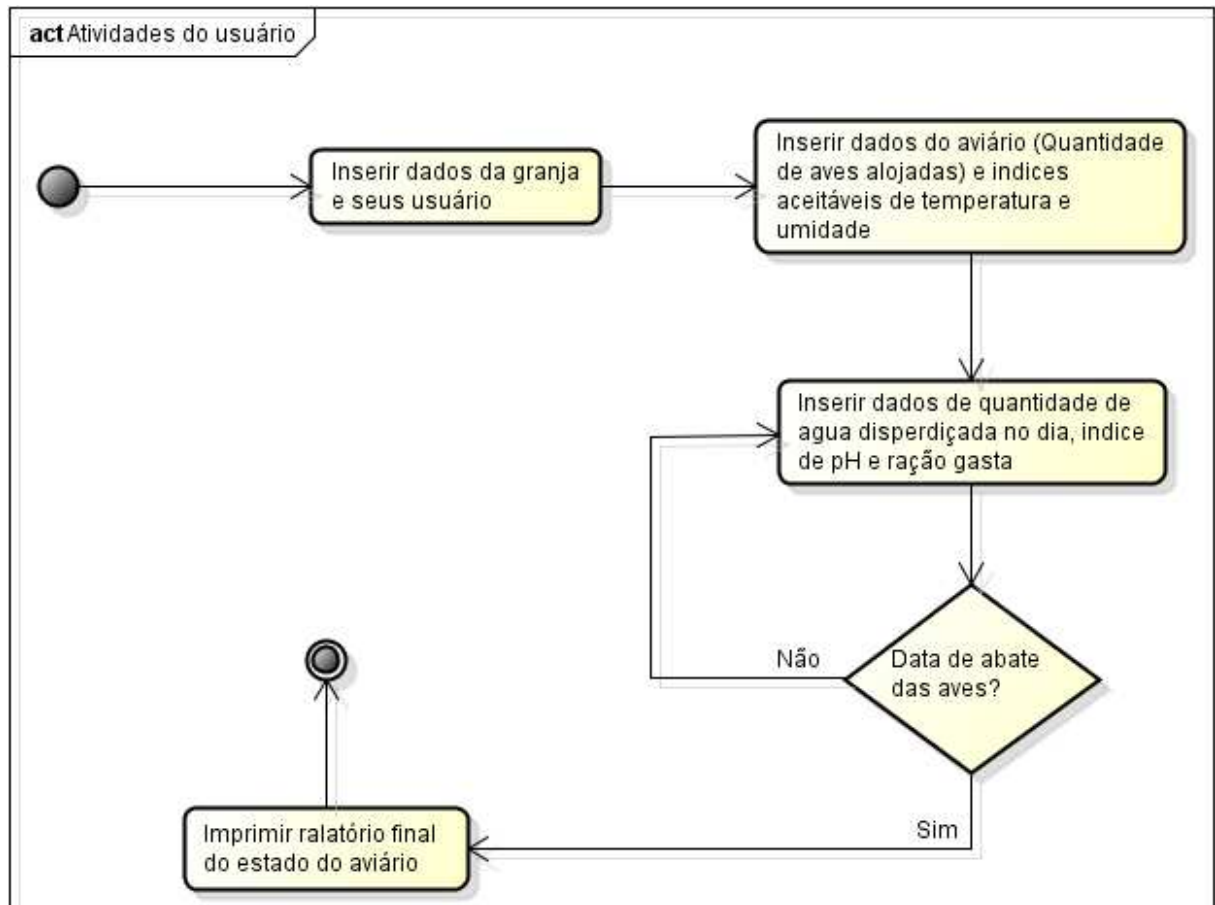 act Atividades do usuário
Inserir dados da granja
e seus usuário
Inserir dados do aviário (Quantidade
de aves alojadas) e indices
aceitáveis de temperatura e
umidade
Inserir dados de quantidade de
agua disperdiçada no dia, indice
de pH e ração gasta
Data de abate
das aves?
Não
Sim
Imprimir ralatório final
do estado do aviário